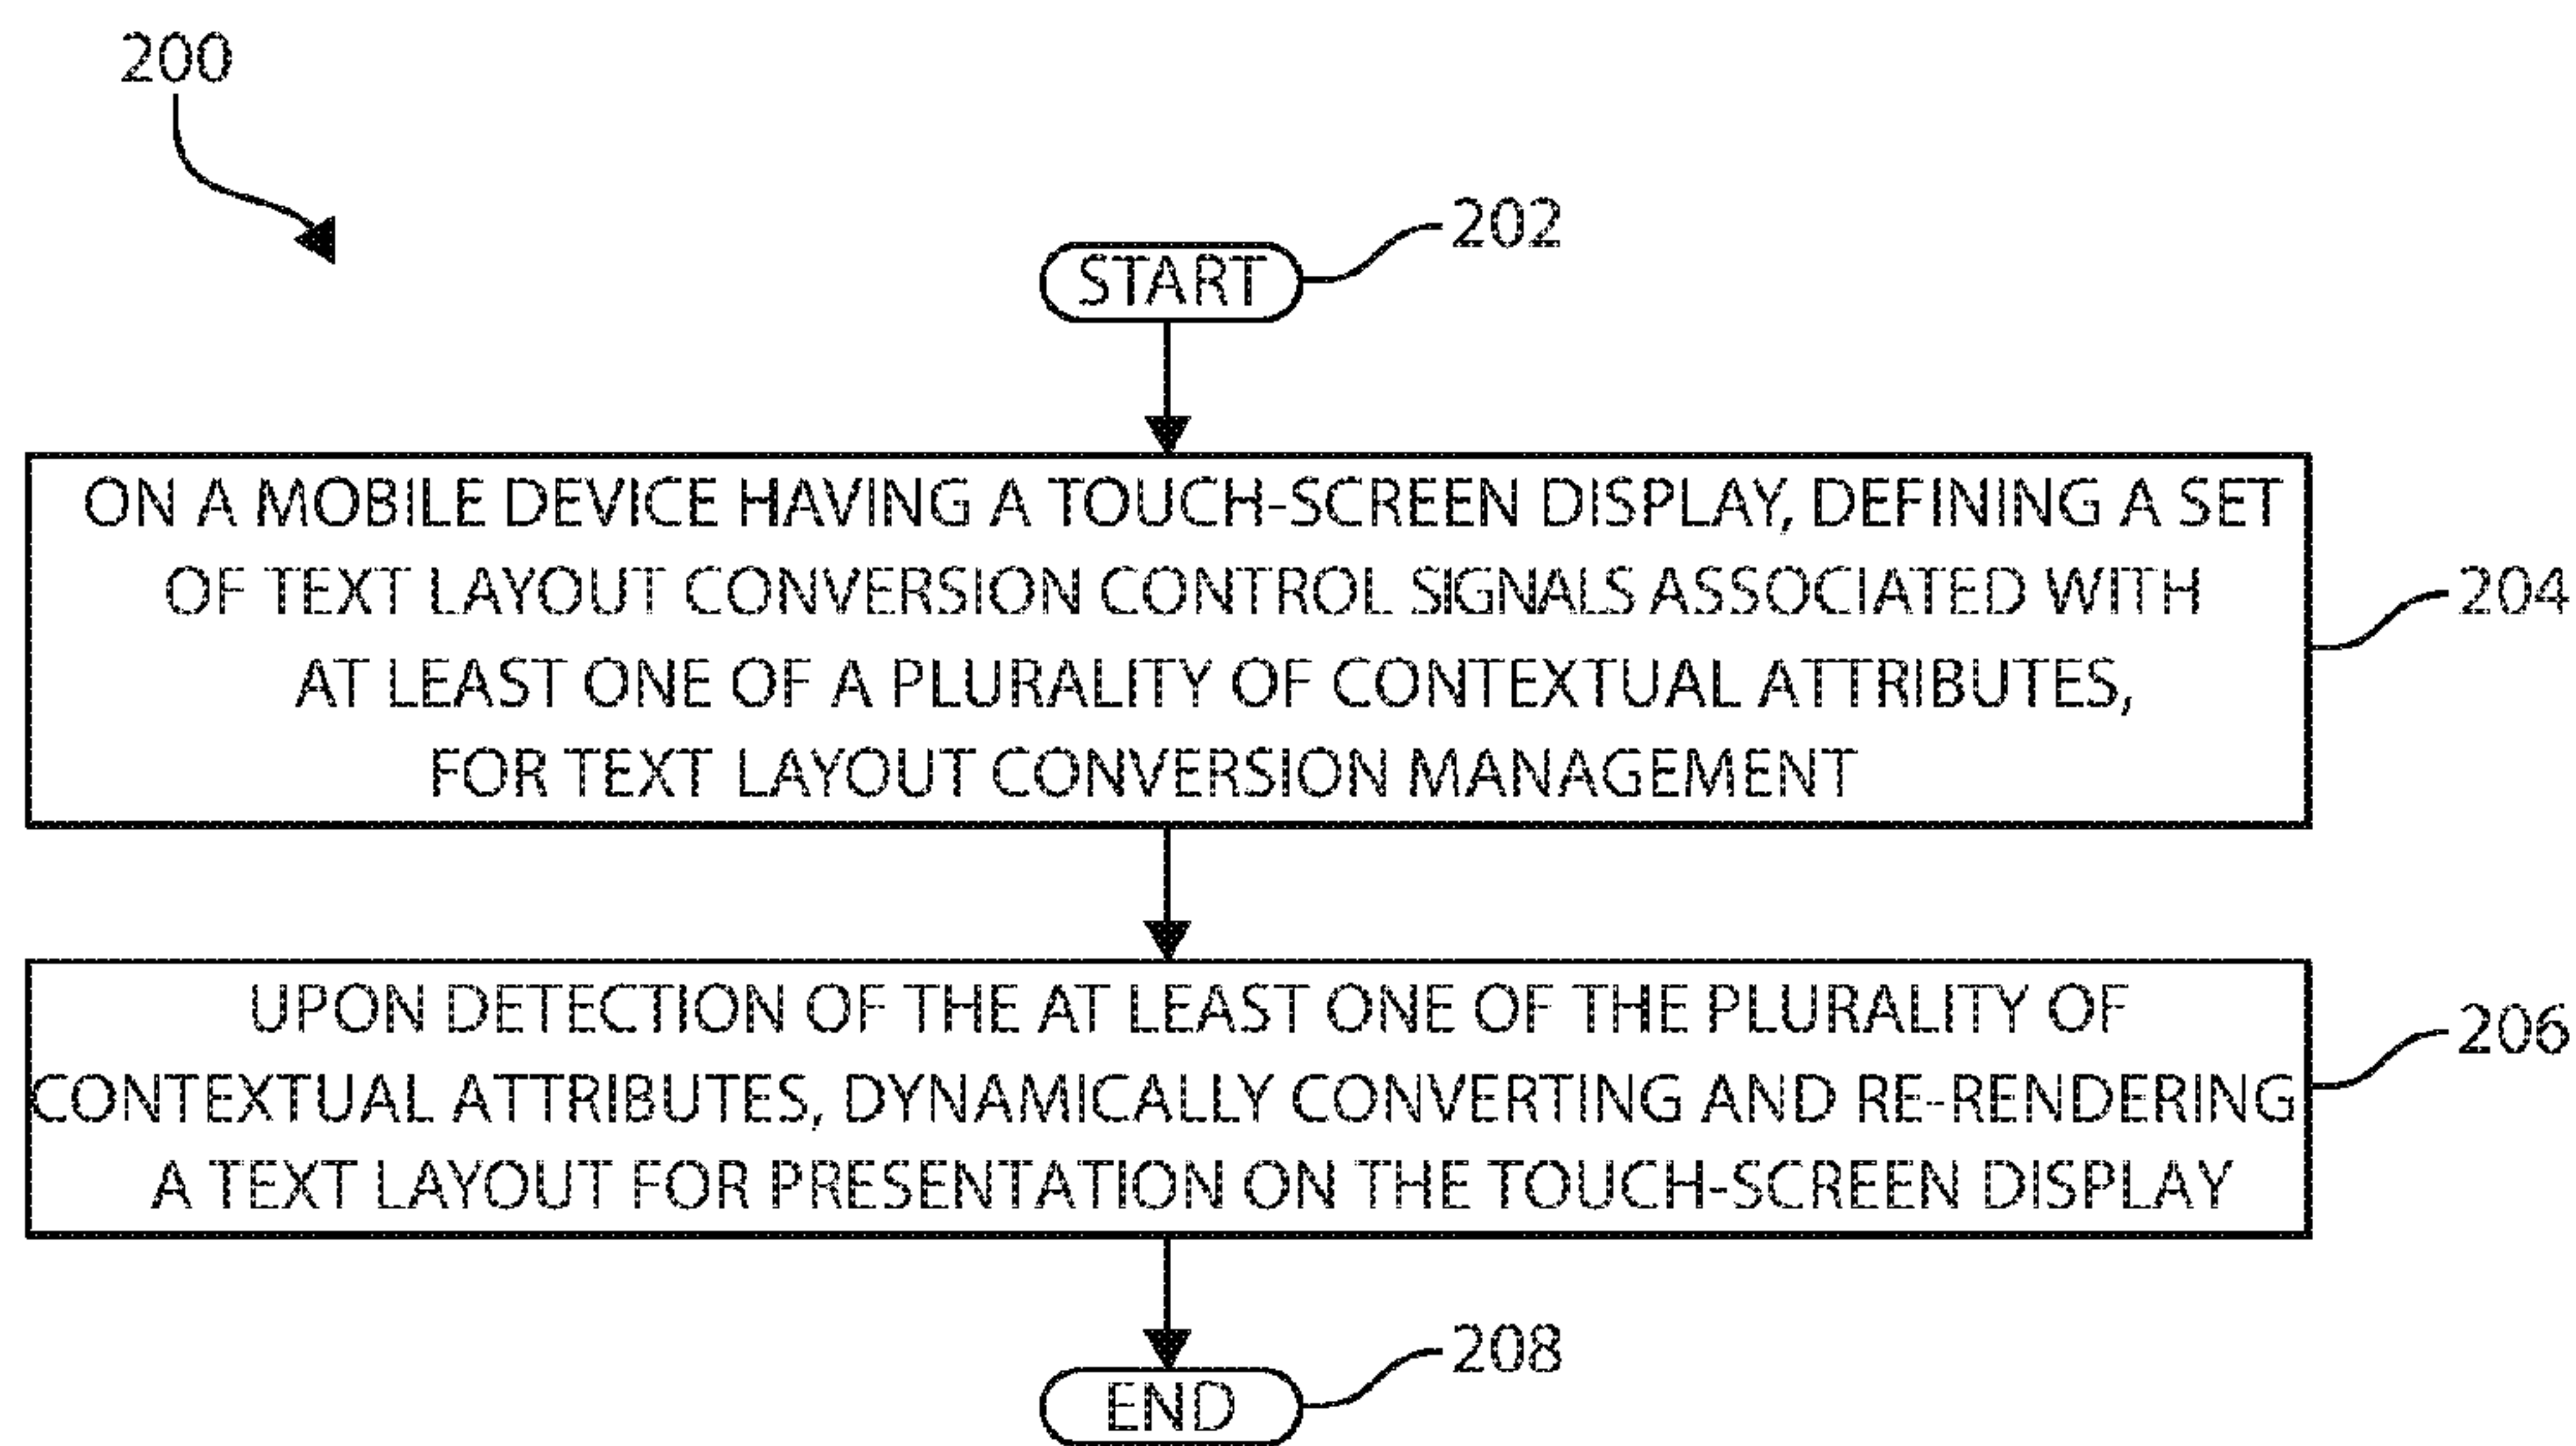 200
202
START
ON A MOBILE DEVICE HAVING A TOUCH-SCREEN DISPLAY, DEFINING A SET
OF TEXT LAYOUT CONVERSION CONTROL SIGNALS ASSOCIATED WITH
AT LEAST ONE OF A PLURALITY OF CONTEXTUAL ATTRIBUTES,
FOR TEXT LAYOUT CONVERSION MANAGEMENT
204
UPON DETECTION OF THE AT LEAST ONE OF THE PLURALITY OF
CONTEXTUAL ATTRIBUTES, DYNAMICALLY CONVERTING AND RE-RENDERING
A TEXT LAYOUT FOR PRESENTATION ON THE TOUCH-SCREEN DISPLAY
206
208
END